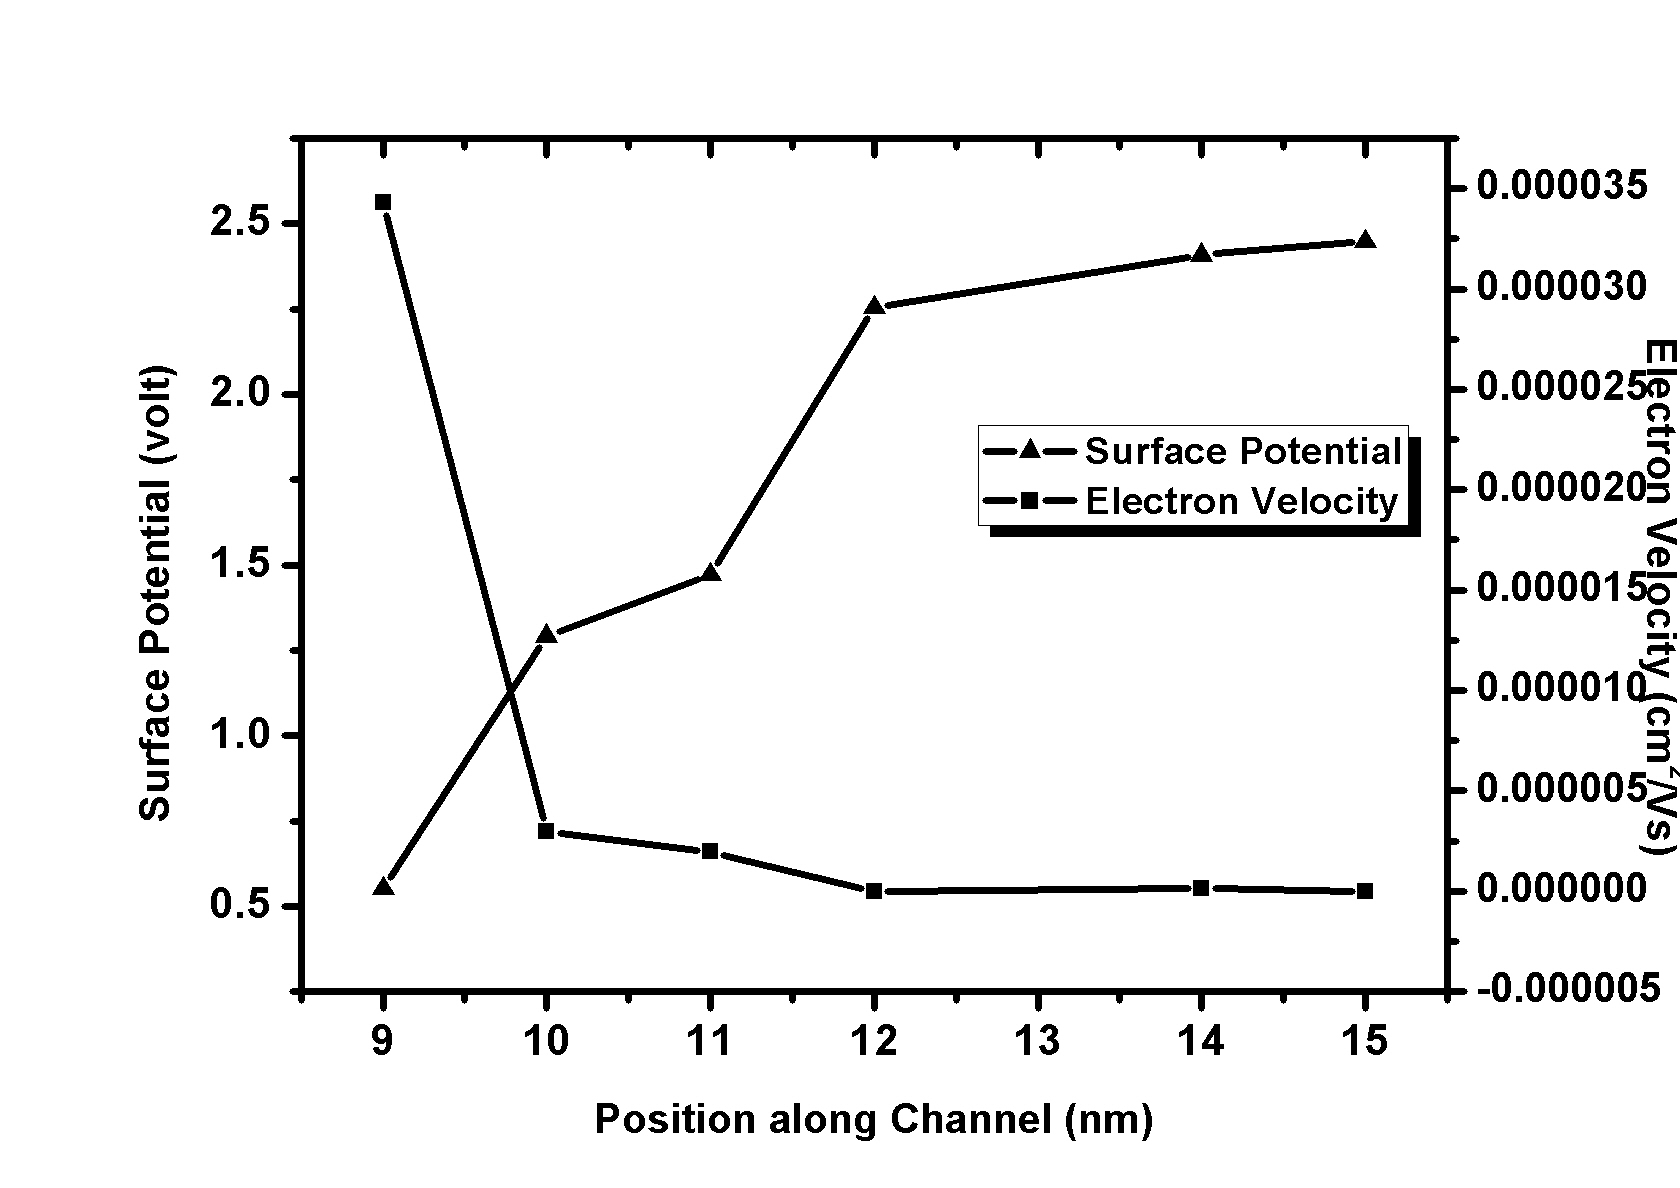 2.5
2.0
1.5
1.0
0.5
Surface Potential (volt)
Surface Potential
Electron Velocity
0.000035
0.000030
0.000025
0.000020
0.000015
0.000010
0.000005
0.000000
-0.000005
Electron Velocity (cm²/Vs)
9 10 11 12 13 14 15
Position along Channel (nm)